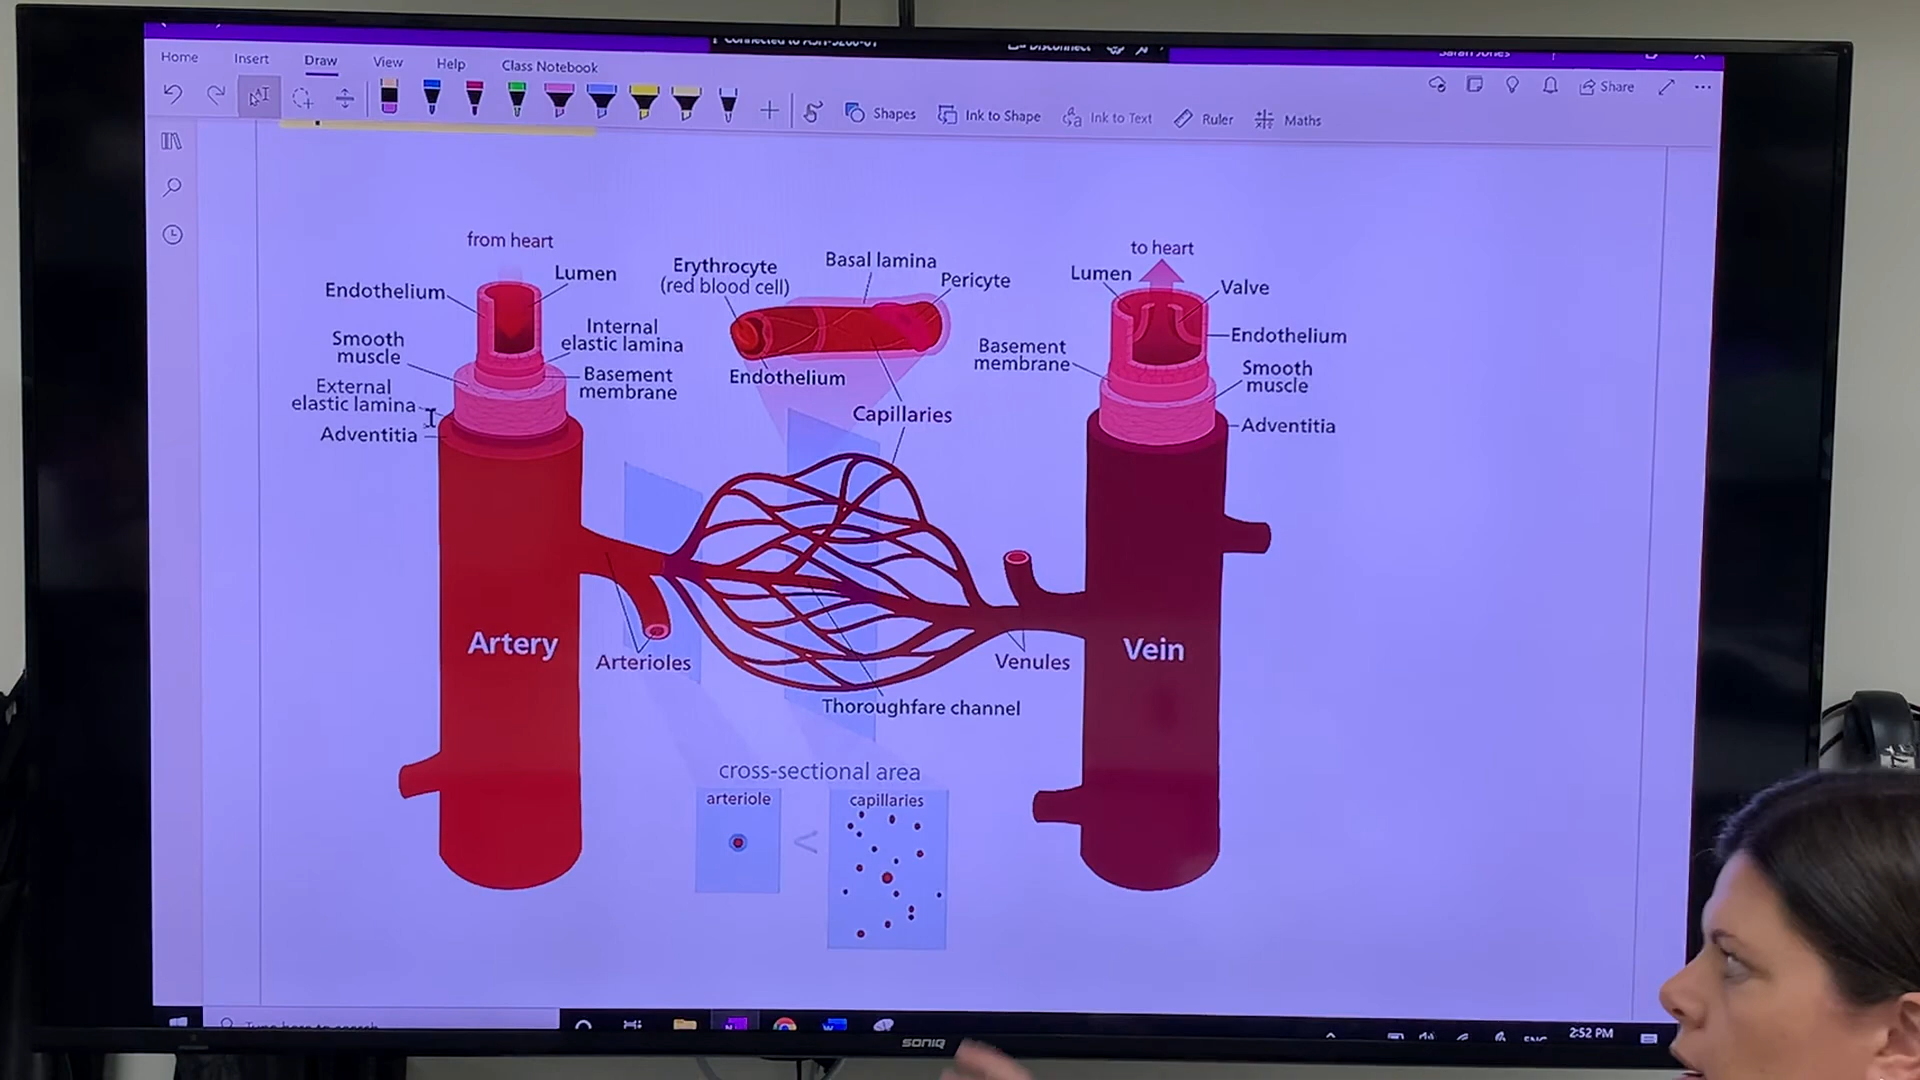 Home Insert Draw View Help Class Notebook
Share
Shapes Ink to Shape Ink to Text Ruler Maths
from heart
Endothelium
Lumen
Smooth
muscle
Internal
elastic lamina
External
elastic lamina
Basement
membrane
Adventitia
Erythrocyte
(red blood cell)
Basal lamina
Pericyte
Endothelium
Capillaries
to heart
Lumen
Valve
Endothelium
Basement
membrane
Smooth
muscle
Adventitia
Artery
Arterioles
Venules
Vein
Thoroughfare channel
cross-sectional area
arteriole
<
capillaries
2:52 PM
SONIQ